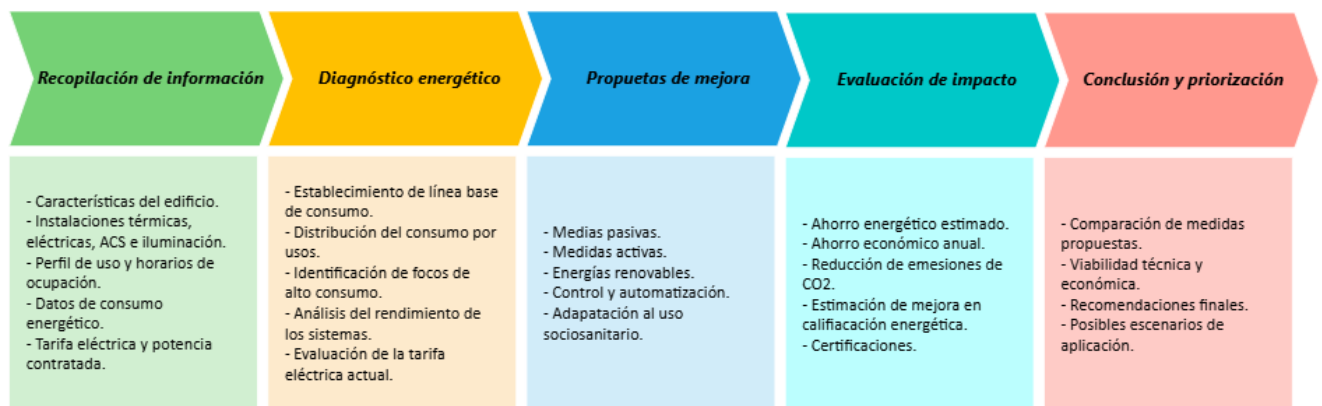 Recopilación de información
Diagnóstico energético
Propuetas de mejora
Evaluación de impacto
Conclusión y priorización
- Características del edificio.
- Instalaciones térmicas,
eléctricas, ACS e iluminación.
- Perfil de uso y horarios de
ocupación.
- Datos de consumo
energético.
- Tarifa eléctrica y potencia
contratada.
- Establecimiento de línea base
de consumo.
- Distribución del consumo por
usos.
- Identificación de focos de
alto consumo.
- Análisis del rendimiento de
los sistemas.
- Evaluación de la tarifa
eléctrica actual.
- Medias pasivas.
- Medidas activas.
- Energías renovables.
- Control y automatización.
- Adapatación al uso
sociosanitario.
- Ahorro energético estimado.
- Ahorro económico anual.
- Reducción de emesiones de
CO2.
- Estimación de mejora en
califiacación energética.
- Certificaciones.
- Comparación de medidas
propuestas.
- Viabilidad técnica y
económica.
- Recomendaciones finales.
- Posibles escenarios de
aplicación.